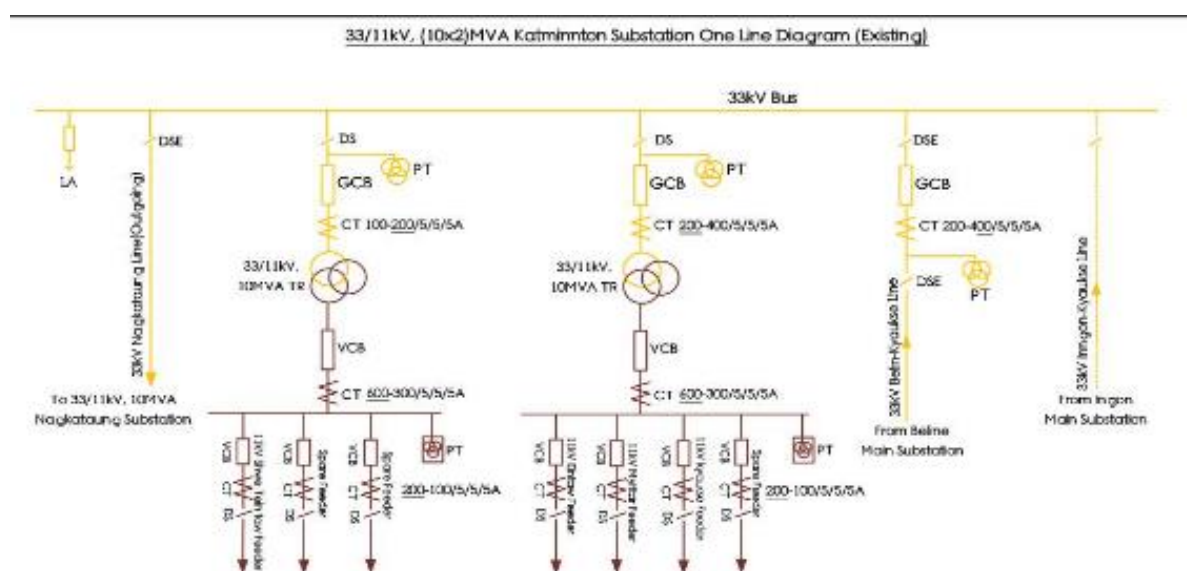 33/11kV, (10x2)MVA Katminnton Substation One Line Diagram (Existing)
33kV Bus
LA
DSE
33kV Nagkataung Line(Outgoing)
To 33/11kV, 10MVA
Nagkataung Substation
DS
PT
GCB
CT 100-200/5/5/5A
33/11kV,
10MVA TR
VCB
CT 600-300/5/5/5A
PT
VCB
CT
DS
VCB
CT
DS
Spare Feeder
VCB
CT
DS
Spare Feeder
200-100/5/5/5A
DS
PT
GCB
CT 200-400/5/5/5A
33/11kV,
10MVA TR
VCB
CT 600-300/5/5/5A
PT
VCB
CT
DS
VCB
CT
DS
VCB
CT
DS
11kV kyaukse Feeder
VCB
CT
DS
Spare Feeder
200-100/5/5/5A
DSE
GCB
CT 200-400/5/5/5A
DSE
PT
33kV Belin-Kyaukse Line
From Beline
Main Substation
33kV Inngon-Kyaukse Line
From Ingon
Main Substation